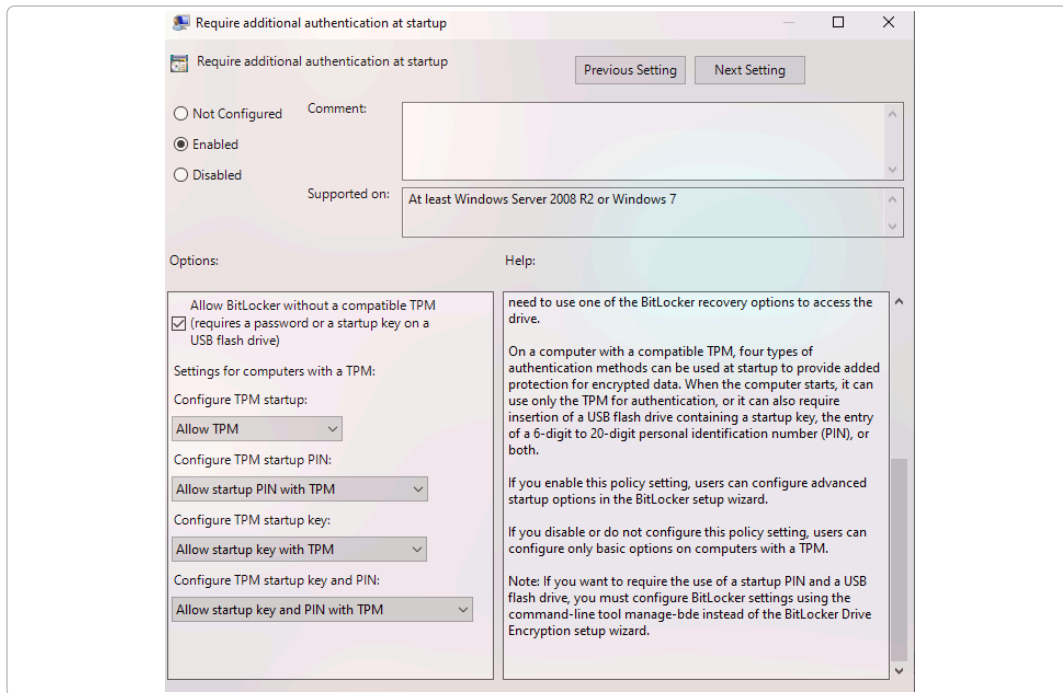 Require additional authentication at startup
Require additional authentication at startup
Previous Setting
Next Setting
Not Configured
Enabled
Disabled
Comment:
Supported on:
At least Windows Server 2008 R2 or Windows 7
Options:
Help:
Allow BitLocker without a compatible TPM
(requires a password or a startup key on a
USB flash drive)
Settings for computers with a TPM:
Configure TPM startup:
Allow TPM
Configure TPM startup PIN:
Allow startup PIN with TPM
Configure TPM startup key:
Allow startup key with TPM
Configure TPM startup key and PIN:
Allow startup key and PIN with TPM
need to use one of the BitLocker recovery options to access the
drive.
On a computer with a compatible TPM, four types of
authentication methods can be used at startup to provide added
protection for encrypted data. When the computer starts, it can
use only the TPM for authentication, or it can also require
insertion of a USB flash drive containing a startup key, the entry
of a 6-digit to 20-digit personal identification number (PIN), or
both.
If you enable this policy setting, users can configure advanced
startup options in the BitLocker setup wizard.
If you disable or do not configure this policy setting, users can
configure only basic options on computers with a TPM.
Note: If you want to require the use of a startup PIN and a USB
flash drive, you must configure BitLocker settings using the
command-line tool manage-bde instead of the BitLocker Drive
Encryption setup wizard.